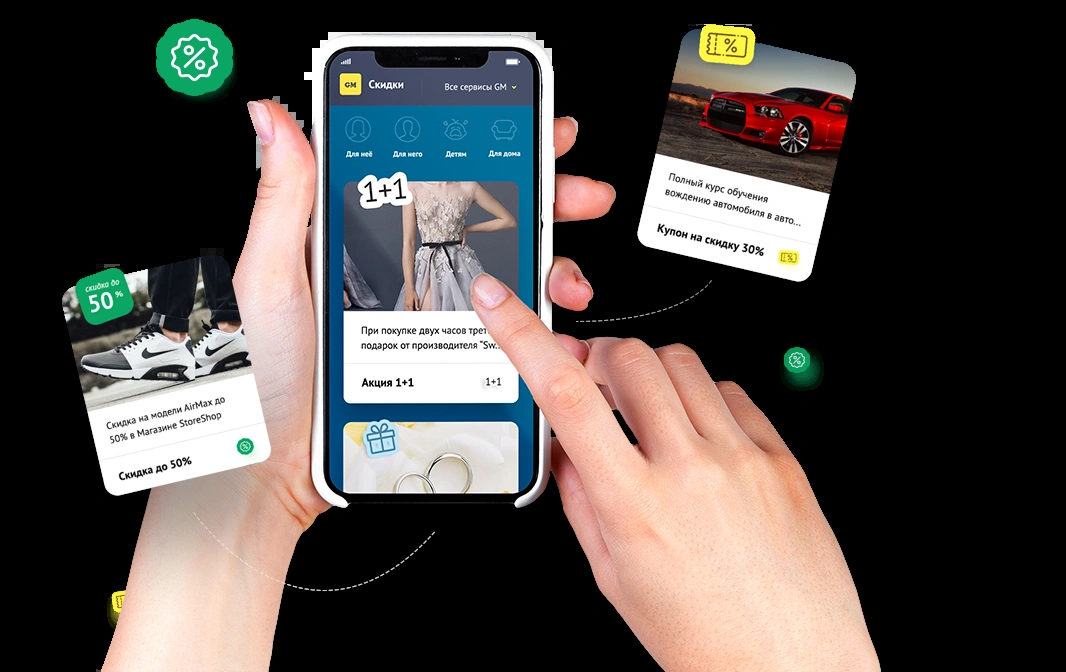 GM
Скидки
Все сервисы GM
Для неё
Для него
Детям
Для дома
1+1
При покупке двух часов трет
подарок от производителя "Sw...
Акция 1+1
1+1
скидка до
50 %
Скидка на модели AirMax до
50% в Магазине StoreShop
Скидка до 50%
%
%
Полный курс обучения
вождению автомобиля в авто...
Купон на скидку 30%
%
%
%